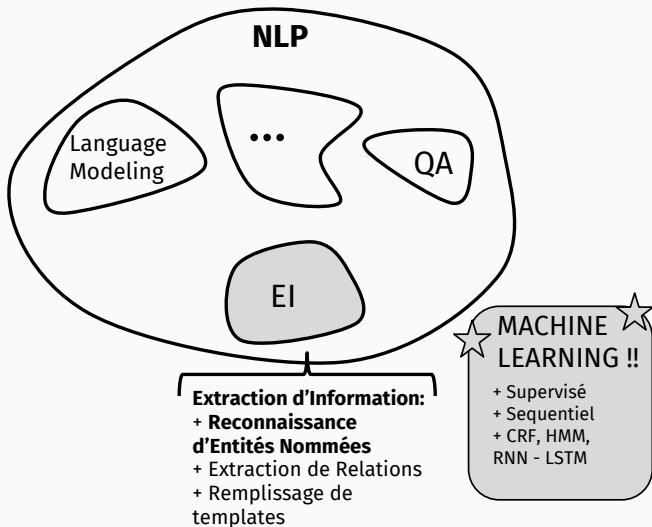 NLP
Language
Modeling
...
QA
EI
MACHINE
LEARNING !!
+ Supervisé
+ Sequentiel
+ CRF, HMM,
RNN - LSTM
Extraction d'Information:
+ Reconnaissance
d'Entités Nommées
+ Extraction de Relations
+ Remplissage de
templates